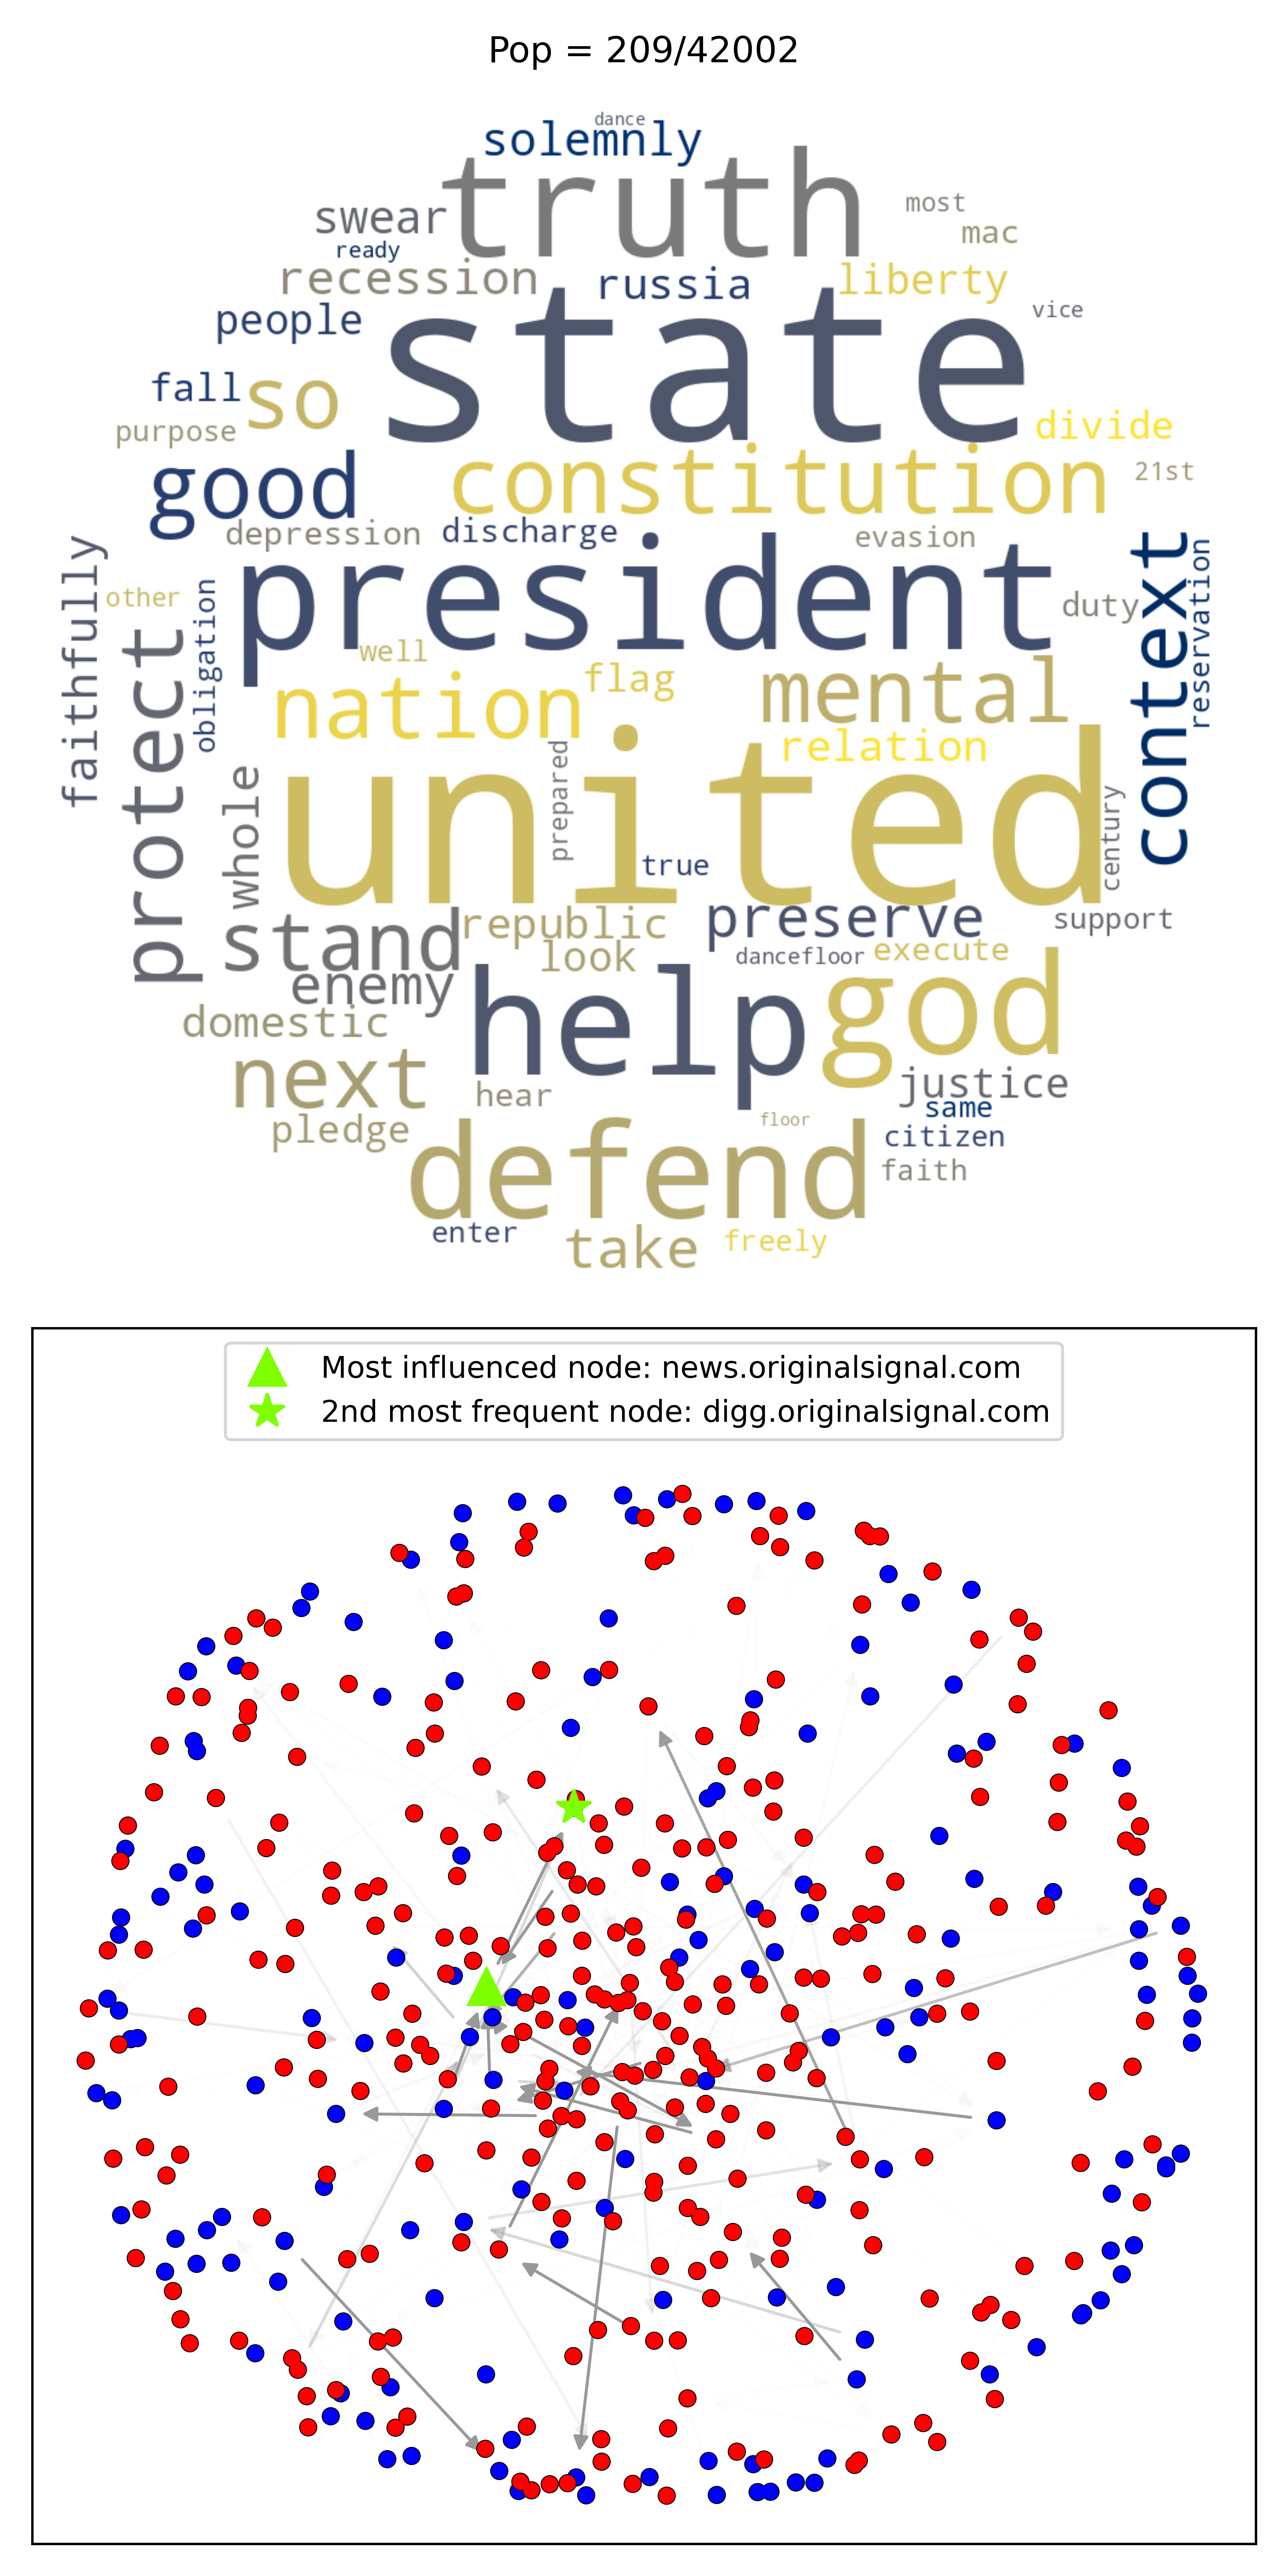 Pop = 209/42002
dance
solemnly
truth
swear
most
mac
ready
recession
russia
liberty
people
state
vice
fall
so
purpose
divide
good
constitution
21st
depression
discharge
evasion
faithfully
other
obligation
president
duty
context
reservation
protect
well
nation
flag
mental
relation
whole
united
prepared
true
century
stand
republic
preserve
support
look
dancefloor
execute
enemy
help
god
domestic
next
hear
justice
same
pledge
floor
citizen
defend
faith
enter
take
freely
Most influenced node: news.originalsignal.com
2nd most frequent node: digg.originalsignal.com